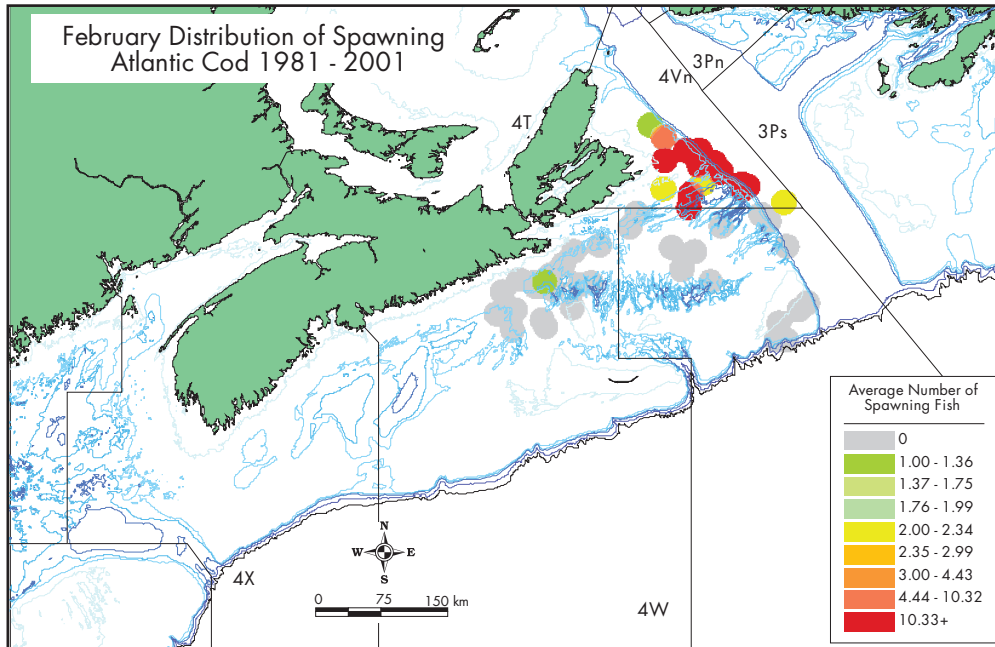 February Distribution of Spawning
Atlantic Cod 1981 - 2001
3Pn
4Vn
4T
3Ps
Average Number of
Spawning Fish
0
1.00 - 1.36
1.37 - 1.75
1.76 - 1.99
2.00 - 2.34
2.35 - 2.99
3.00 - 4.43
4.44 - 10.32
10.33+
N
W E
S
4X
0 75 150 km
4W